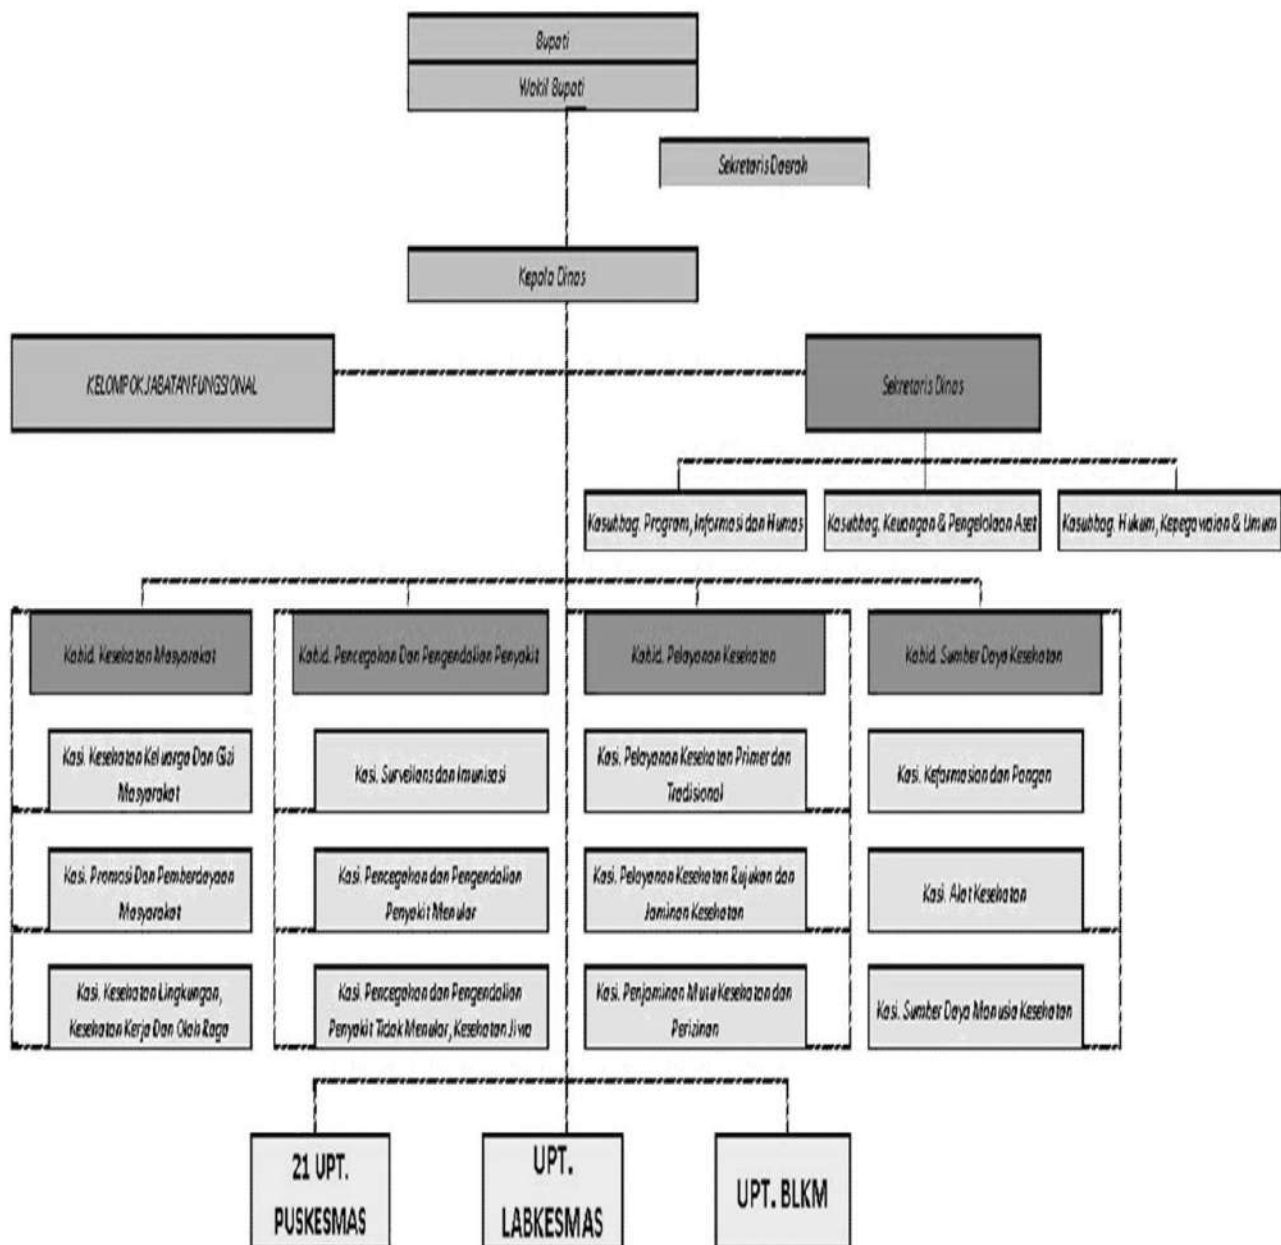 Bupati
Wakil Bupati
Sekretaris Daerah
Kepala Dinas
KELOMPOK JABATAN FUNGSIONAL
Sekretaris Dinas
Kasubbag. Program, Informasi dan Humas
Kasubbag. Keuangan & Pengelolaan Aset
Kasubbag. Hukum, Kepegawaian & Umum
Kabid. Kesehatan Masyarakat
Kabid. Pencegahan Dan Pengendalian Penyakit
Kabid. Pelayanan Kesehatan
Kabid. Sumber Daya Kesehatan
Kasi. Kesehatan Keluarga Dan Gizi
Masyarakat
Kasi. Surveilans dan Imunisasi
Kasi. Pelayanan Kesehatan Primer dan
Tradisional
Kasi. Kefarmasian dan Pangan
Kasi. Promosi Dan Pemberdayaan
Masyarakat
Kasi. Pencegahan dan Pengendalian
Penyakit Menular
Kasi. Pelayanan Kesehatan Rujukan dan
Jaminan Kesehatan
Kasi. Alat Kesehatan
Kasi. Kesehatan Lingkungan,
Kesehatan Kerja Dan Olah Raga
Kasi. Pencegahan dan Pengendalian
Penyakit Tidak Menular, Kesehatan Jiwa
Kasi. Penjaminan Mutu Kesehatan dan
Perizinan
Kasi. Sumber Daya Manusia Kesehatan
21 UPT.
PUSKESMAS
UPT.
LABKESMAS
UPT. BLKM